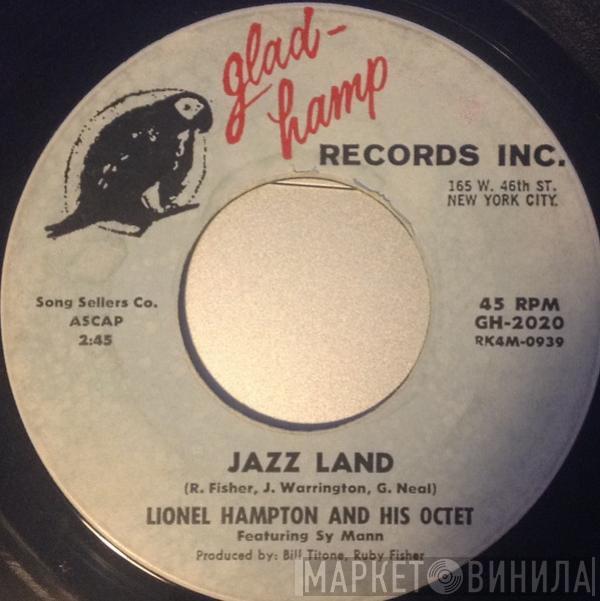 glad-
hamp
RECORDS INC.
165 W. 46th ST.
NEW YORK CITY.
Song Sellers Co.
ASCAP
2:45
45 RPM
GH-2020
RK4M-0939
JAZZ LAND
(R. Fisher, J. Warrington, G. Neal)
LIONEL HAMPTON AND HIS OCTET
Featuring Sy Mann
Produced by: Bill Titone, Ruby Fisher
МАРКЕТ ВИНИЛА